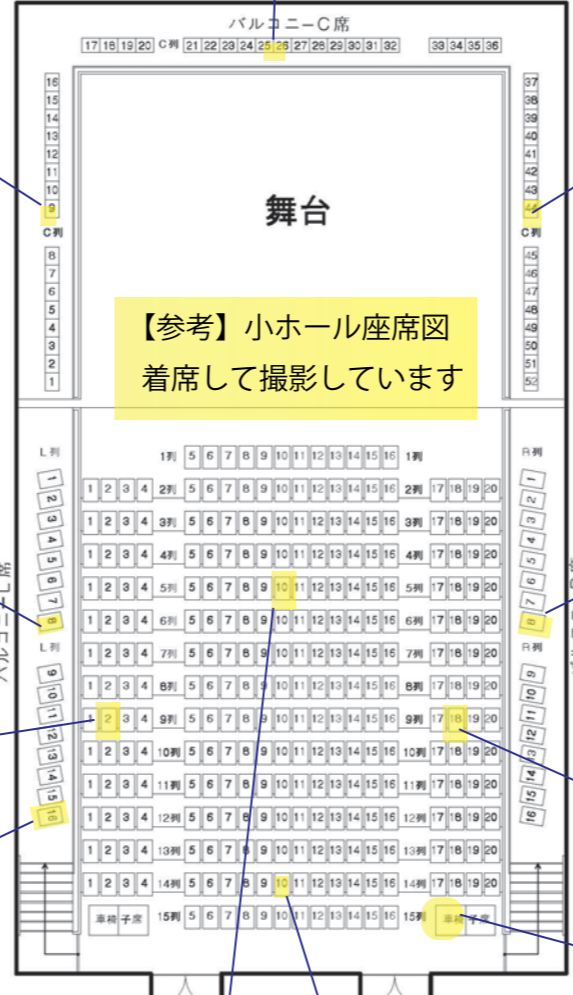 バルコニーC席
17 18 19 20 C列 21 22 23 24 25 26 27 28 29 30 31 32 33 34 35 36
16 37
15 38
14 39
13 40
12 41
11 42
10 43
9 44
C列 C列
8 45
7 46
6 47
5 48
4 49
3 50
2 51
1 52
舞台
【参考】小ホール座席図
着席して撮影しています
L列 R列
1列 5 6 7 8 9 10 11 12 13 14 15 16 1列
1 2 3 4 2列 5 6 7 8 9 10 11 12 13 14 15 16 2列 17 18 19 20
1 2 3 4 3列 5 6 7 8 9 10 11 12 13 14 15 16 3列 17 18 19 20
1 2 3 4 4列 5 6 7 8 9 10 11 12 13 14 15 16 4列 17 18 19 20
1 2 3 4 5列 5 6 7 8 9 10 11 12 13 14 15 16 5列 17 18 19 20
1 2 3 4 6列 5 6 7 8 9 10 11 12 13 14 15 16 6列 17 18 19 20
1 2 3 4 7列 5 6 7 8 9 10 11 12 13 14 15 16 7列 17 18 19 20
1 2 3 4 8列 5 6 7 8 9 10 11 12 13 14 15 16 8列 17 18 19 20
1 2 3 4 9列 5 6 7 8 9 10 11 12 13 14 15 16 9列 17 18 19 20
1 2 3 4 10列 5 6 7 8 9 10 11 12 13 14 15 16 10列 17 18 19 20
1 2 3 4 11列 5 6 7 8 9 10 11 12 13 14 15 16 11列 17 18 19 20
1 2 3 4 12列 5 6 7 8 9 10 11 12 13 14 15 16 12列 17 18 19 20
1 2 3 4 13列 5 6 7 8 9 10 11 12 13 14 15 16 13列 17 18 19 20
1 2 3 4 14列 5 6 7 8 9 10 11 12 13 14 15 16 14列 17 18 19 20
車椅子席 15列 5 6 7 8 9 10 11 12 13 14 15 16 15列 車椅子席
1 2 3 4 5 6 7 8
L列
9 10 11 12 13 14 15 16
1 2 3 4 5 6 7 8
R列
9 10 11 12 13 14 15 16